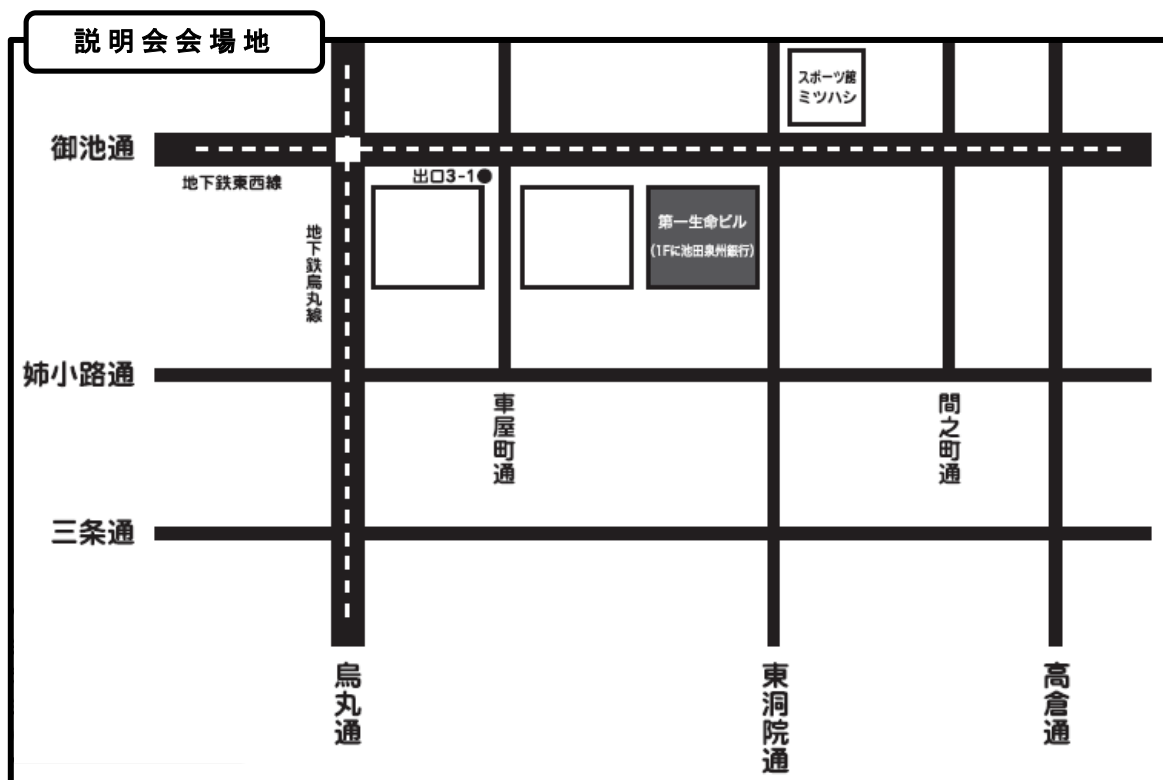 説明会会場地
スポーツ館
ミツハシ
御池通
出口3-1
地下鉄東西線
第一生命ビル
(1Fに池田泉州銀行)
地下鉄烏丸線
姉小路通
車屋町通
間之町通
三条通
烏丸通
東洞院通
高倉通